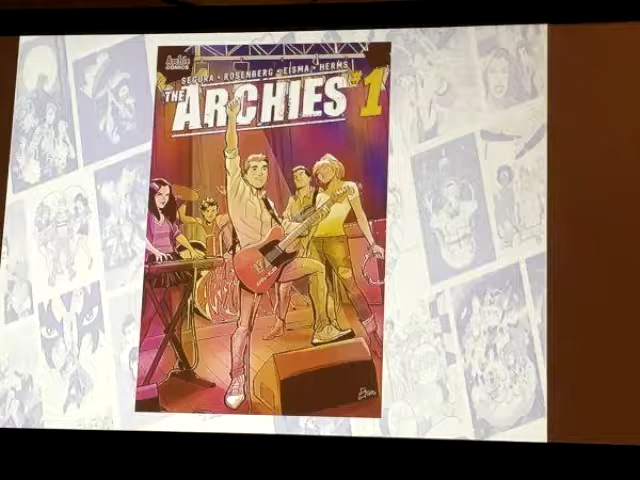 Archie
COMICS
SEGURA • ROSENBERG • EISMA • HERMS
THE ARCHIES #1